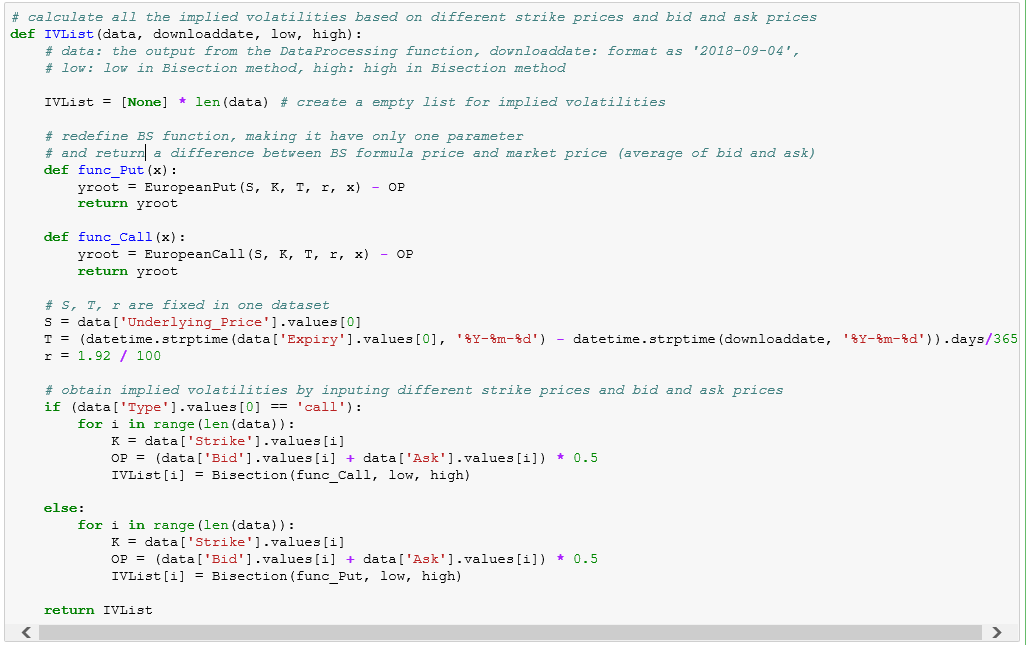 # calculate all the implied volatilities based on different strike prices and bid and ask prices
def IVList(data, downloaddate, low, high):
    # data: the output from the DataProcessing function, downloaddate: format as '2018-09-04',
    # low: low in Bisection method, high: high in Bisection method

    IVList = [None] * len(data) # create a empty list for implied volatilities

    # redefine BS function, making it have only one parameter
    # and return a difference between BS formula price and market price (average of bid and ask)
    def func_Put(x):
        yroot = EuropeanPut(S, K, T, r, x) - OP
        return yroot

    def func_Call(x):
        yroot = EuropeanCall(S, K, T, r, x) - OP
        return yroot

    # S, T, r are fixed in one dataset
    S = data['Underlying_Price'].values[0]
    T = (datetime.strptime(data['Expiry'].values[0], '%Y-%m-%d') - datetime.strptime(downloaddate, '%Y-%m-%d')).days/365
    r = 1.92 / 100

    # obtain implied volatilities by inputing different strike prices and bid and ask prices
    if (data['Type'].values[0] == 'call'):
        for i in range(len(data)):
            K = data['Strike'].values[i]
            OP = (data['Bid'].values[i] + data['Ask'].values[i]) * 0.5
            IVList[i] = Bisection(func_Call, low, high)

    else:
        for i in range(len(data)):
            K = data['Strike'].values[i]
            OP = (data['Bid'].values[i] + data['Ask'].values[i]) * 0.5
            IVList[i] = Bisection(func_Put, low, high)

    return IVList